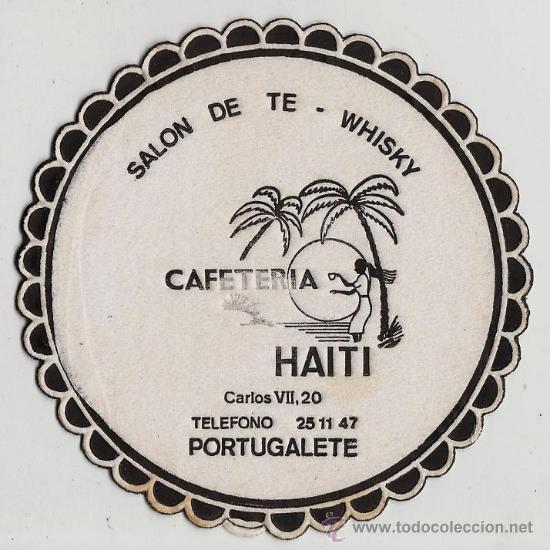 SALON DE TE - WHISKY
CAFETERIA
HAITI
Carlos VII, 20
TELEFONO 25 11 47
PORTUGALETE
www.todocoleccion.net